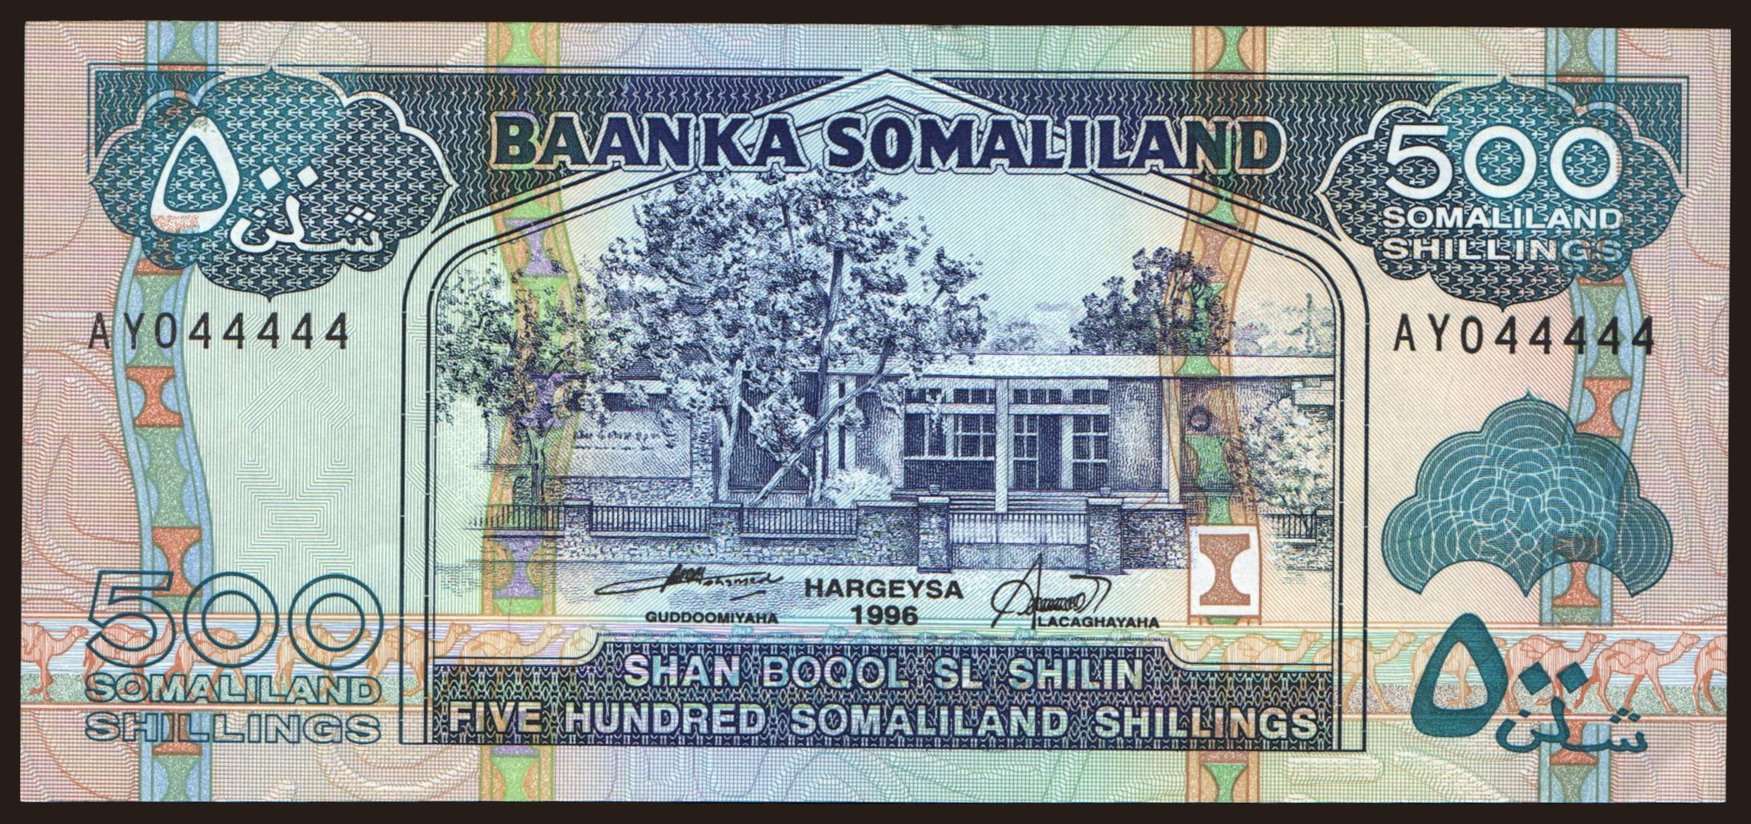 BAANKA SOMALILAND
٥٠٠
شلن
500
SOMALILAND
SHILLINGS
AY044444
AY044444
HARGEYSA
1996
GUDDOOMIYAHA
LACAGHAYAHA
500
SOMALILAND
SHILLINGS
SHAN BOQOL SL SHILIN
FIVE HUNDRED SOMALILAND SHILLINGS
٥٠٠
شلن